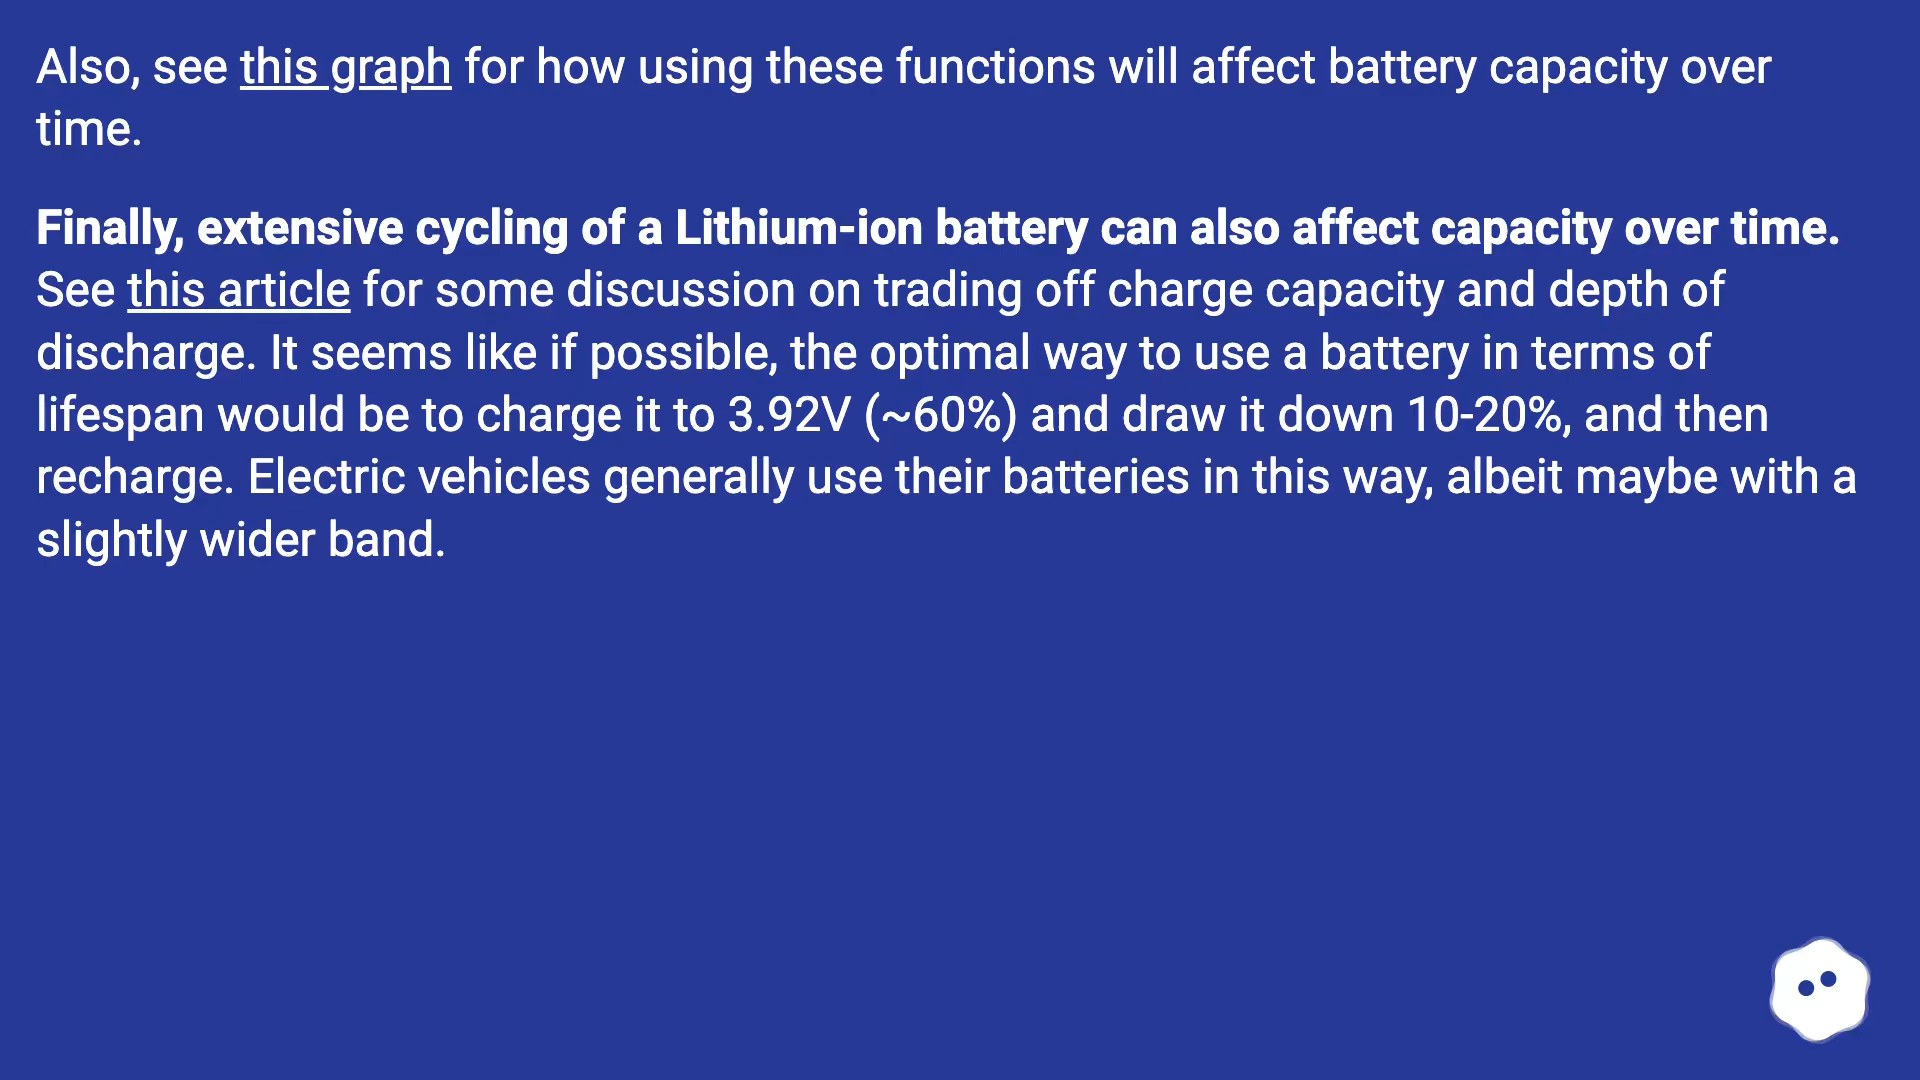 Also, see this graph for how using these functions will affect battery capacity over
time.
Finally, extensive cycling of a Lithium-ion battery can also affect capacity over time.
See this article for some discussion on trading off charge capacity and depth of
discharge. It seems like if possible, the optimal way to use a battery in terms of
lifespan would be to charge it to 3.92V (~60%) and draw it down 10-20%, and then
recharge. Electric vehicles generally use their batteries in this way, albeit maybe with a
slightly wider band.